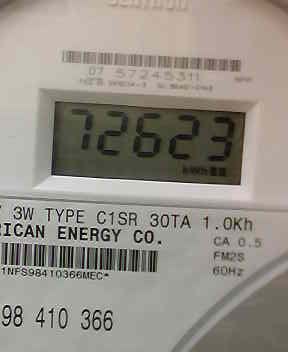 07 57245311
72623
kWh
3W TYPE C1SR 30TA 1.0Kh
RICAN ENERGY CO.
CA 0.5
FM2S
60Hz
1NFS98410366MEC*
98 410 366